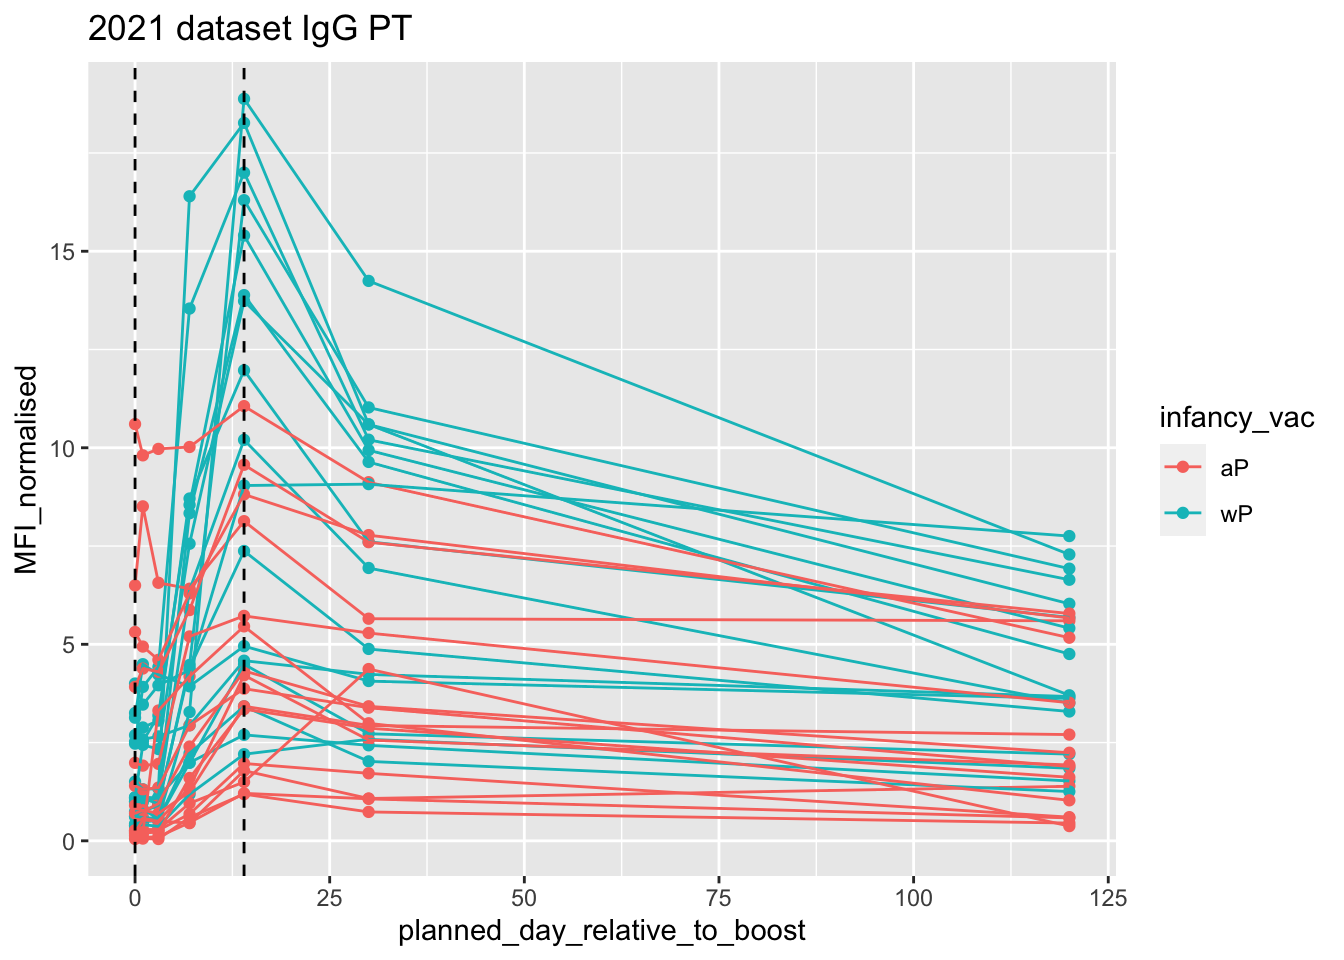 2021 dataset IgG PT
MFI_normalised
15
10
5
0
0 25 50 75 100 125
planned_day_relative_to_boost
infancy_vac
aP
wP